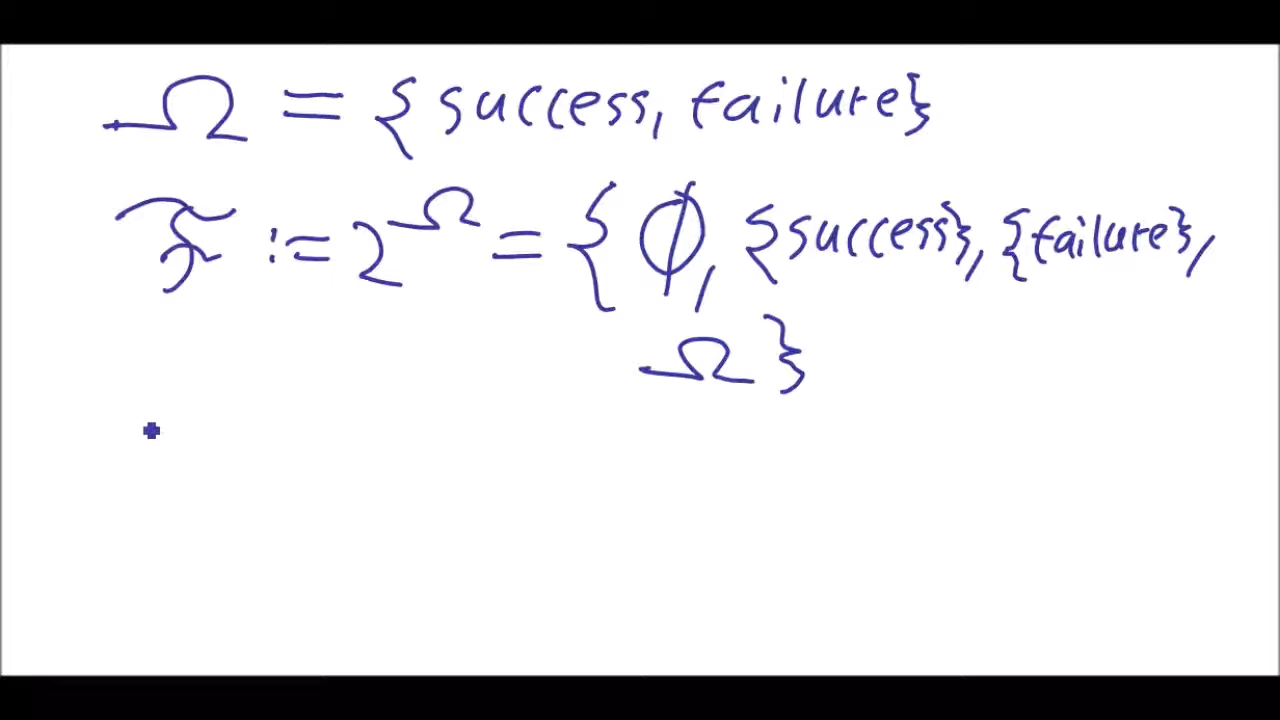 Ω = {success, failure}
ℱ := 2^Ω = {∅, {success}, {failure},
Ω}